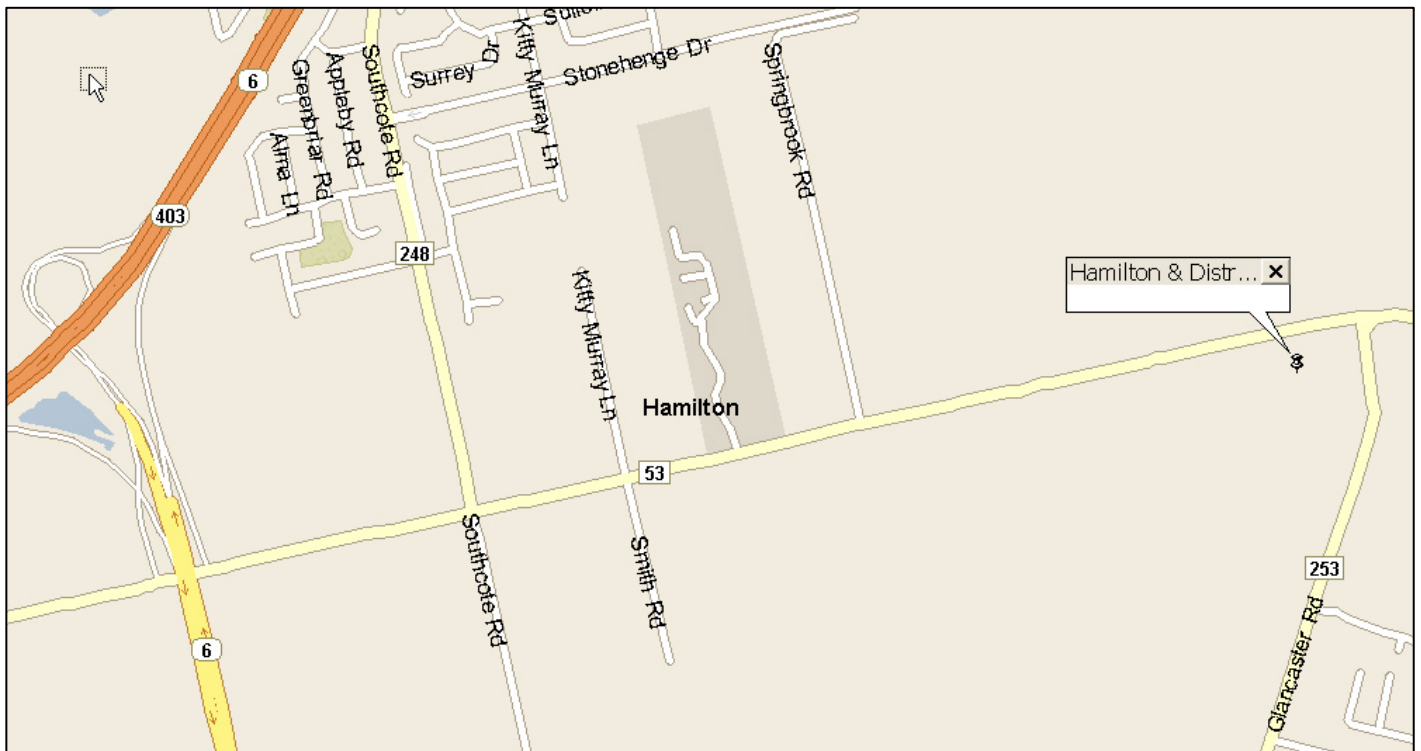 6
403
Greenbriar Rd
Appleby Rd
Alma Ln
Southcote Rd
Surrey Dr
Kitty Murray Ln
Stonehenge Dr
Springbrook Rd
248
Kitty Murray Ln
Hamilton & Distr...
Hamilton
53
Southcote Rd
Smith Rd
253
Glancaster Rd
6